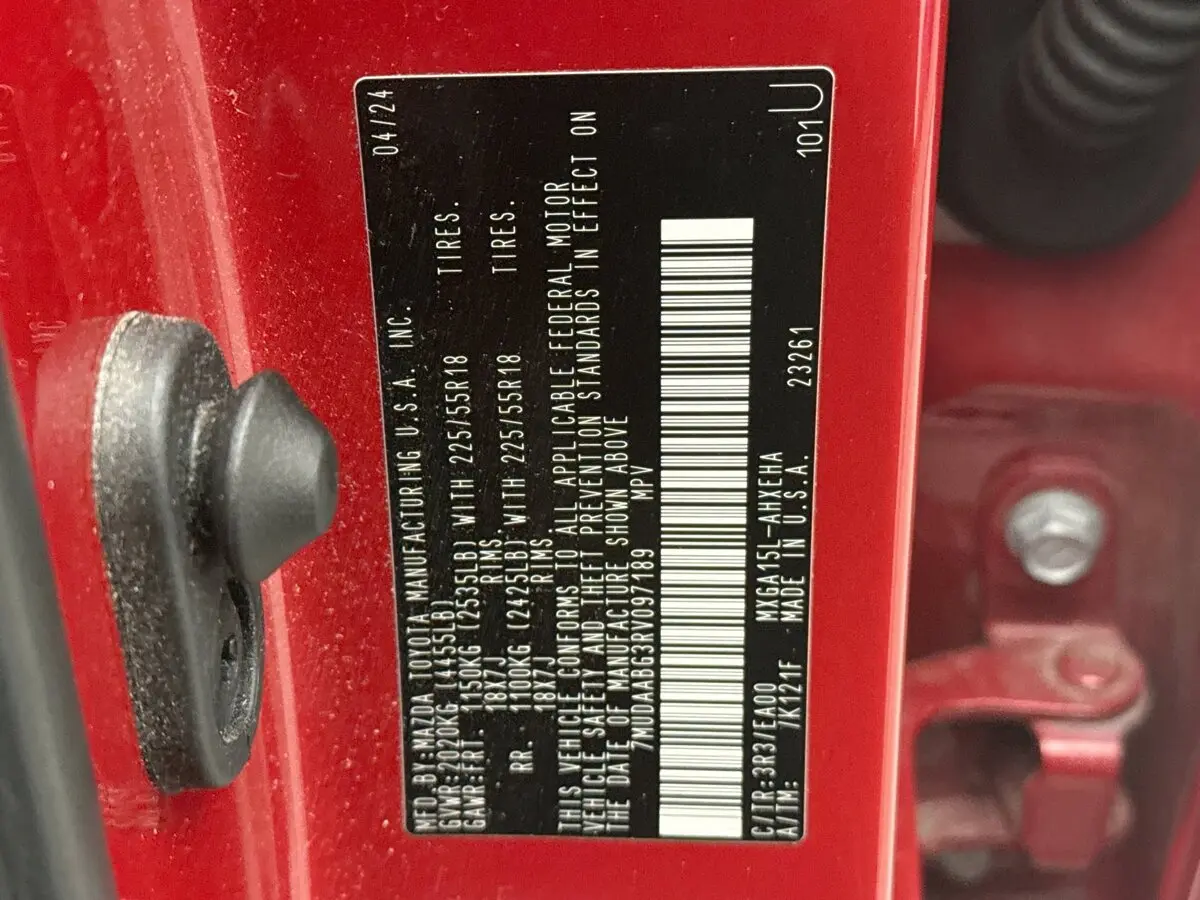 MFD.BY:MAZDA TOYOTA MANUFACTURING U.S.A. INC. 04/24
GVWR:2020KG (4455LB)
GAWR:FRT. 1150KG (2535LB) WITH 225/55R18 TIRES.
18X7J RIMS
RR. 1100KG (2425LB) WITH 225/55R18 TIRES.
18X7J RIMS
THIS VEHICLE CONFORMS TO ALL APPLICABLE FEDERAL MOTOR
VEHICLE SAFETY AND THEFT PREVENTION STANDARDS IN EFFECT ON
THE DATE OF MANUFACTURE SHOWN ABOVE
7MUDAABG3RV097189 MPV
C/TR:3R3/EA00 MXGA15L-AHXEHA
A/TM: 7K121F MADE IN U.S.A. 23261 101U